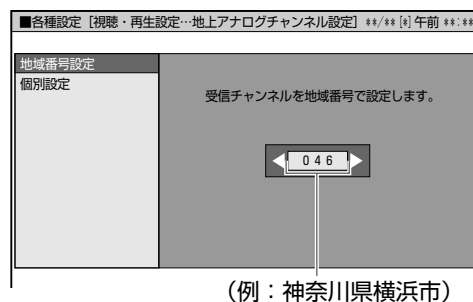 ■各種設定［視聴・再生設定…地上アナログチャンネル設定］ **/** [*] 午前 **:**
地域番号設定
個別設定
受信チャンネルを地域番号で設定します。
046
（例：神奈川県横浜市）